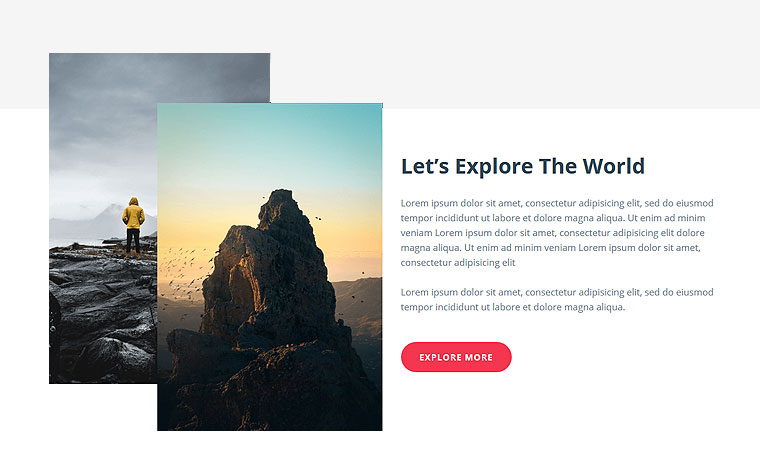 Let’s Explore The World
Lorem ipsum dolor sit amet, consectetur adipisicing elit, sed do eiusmod
tempor incididunt ut labore et dolore magna aliqua. Ut enim ad minim
veniam Lorem ipsum dolor sit amet, consectetur adipisicing elit dolore
magna aliqua. Ut enim ad minim veniam Lorem ipsum dolor sit amet,
consectetur adipisicing elit
Lorem ipsum dolor sit amet, consectetur adipisicing elit, sed do eiusmod
tempor incididunt ut labore et dolore magna aliqua.
EXPLORE MORE